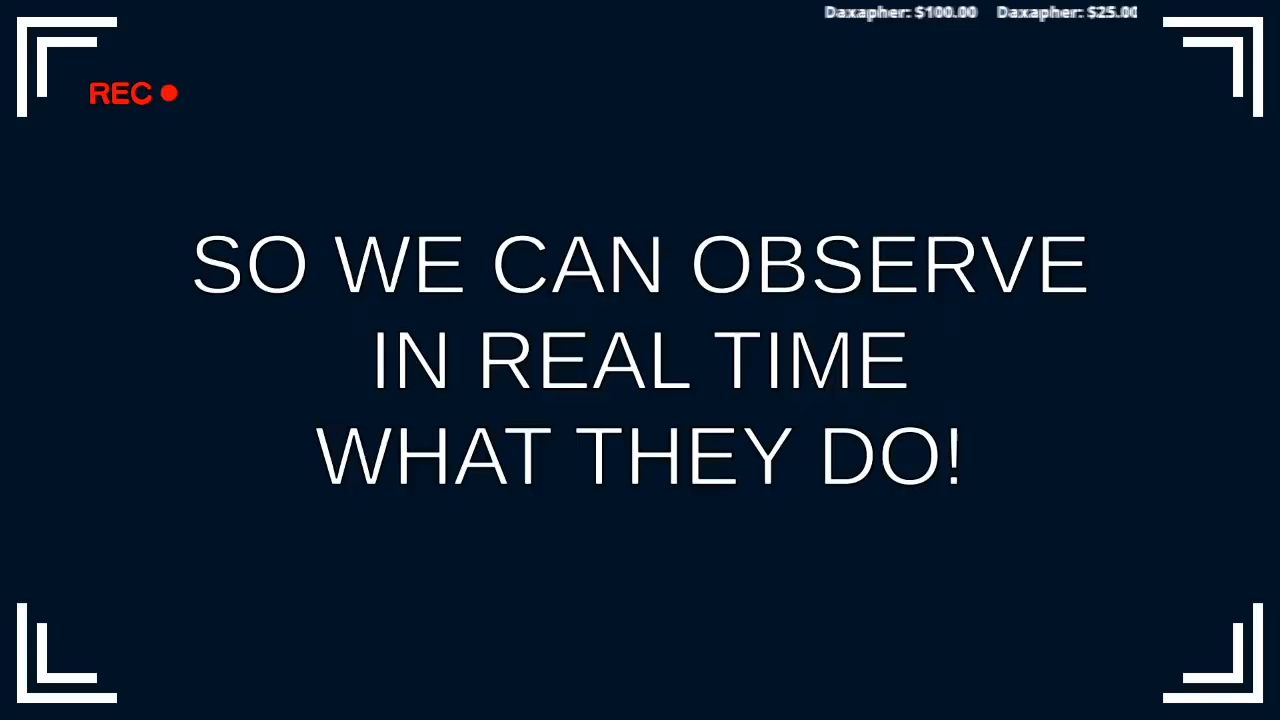 Daxapher: $100.00 Daxapher: $25.00
REC
SO WE CAN OBSERVE
IN REAL TIME
WHAT THEY DO!